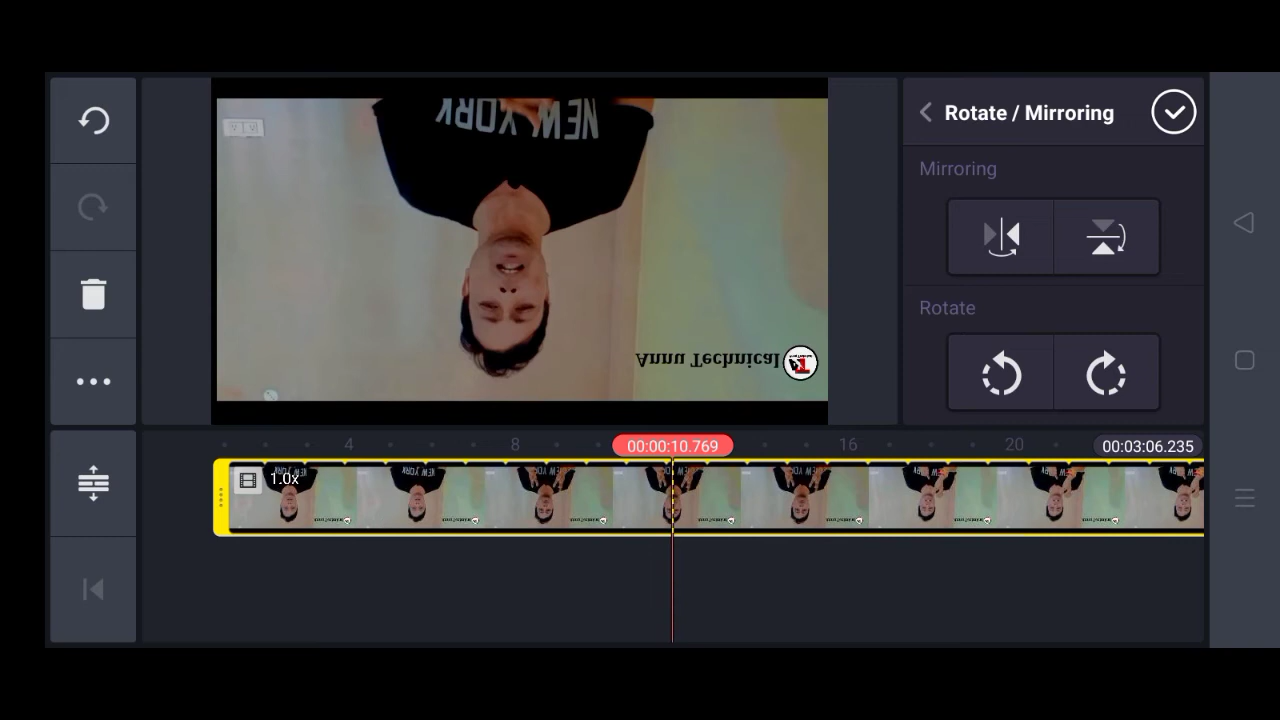 Rotate / Mirroring
Mirroring
NEW YORK
Rotate
Annu Technical
4
8
00:00:10.769
16
20
00:03:06.235
1.0x